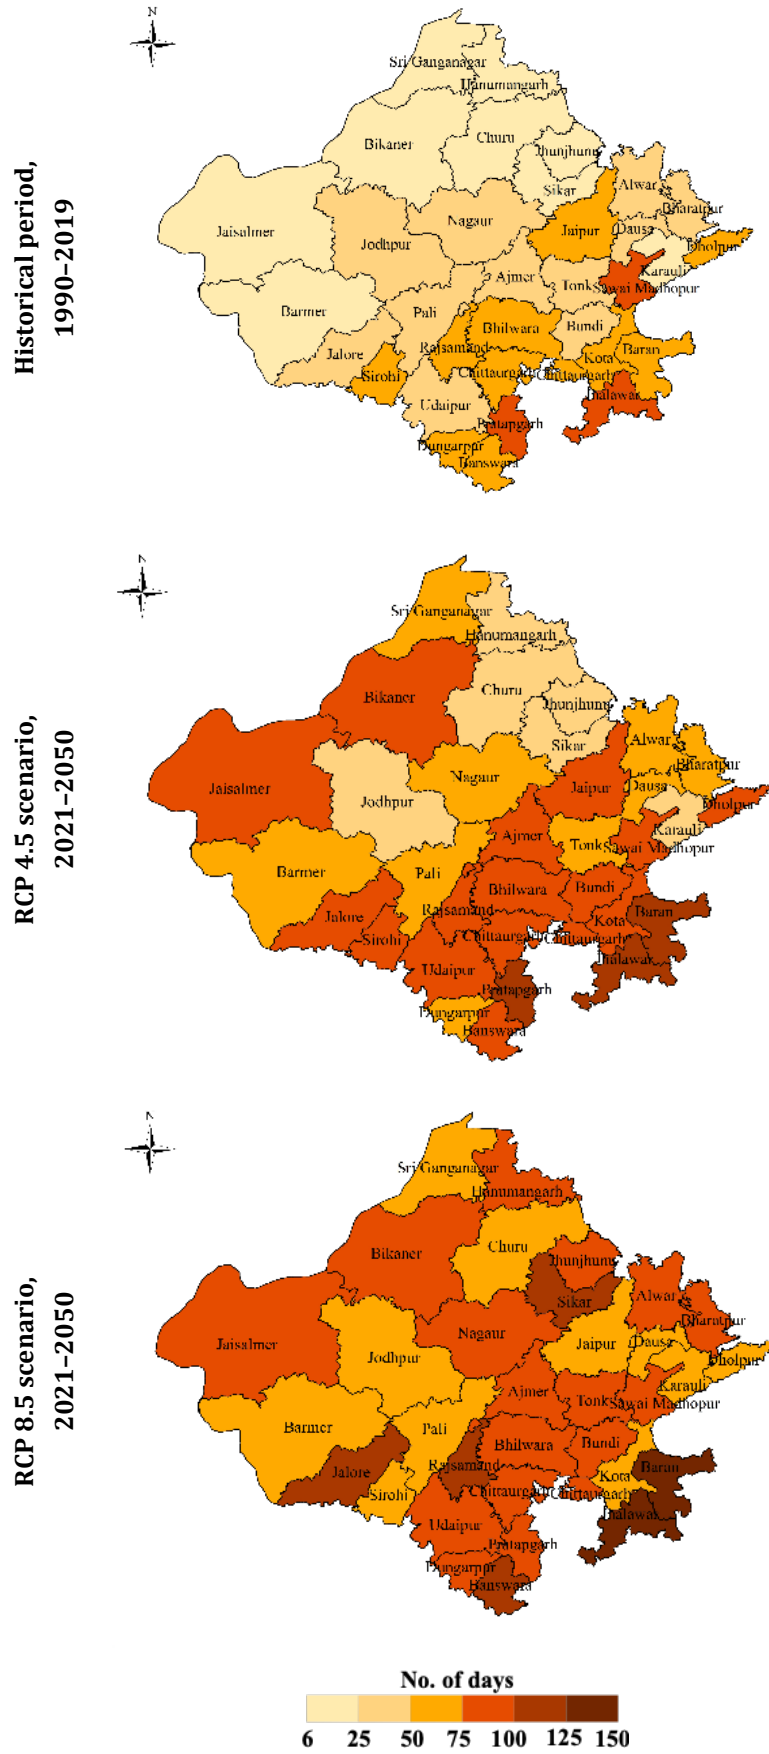 Historical period,
1990–2019
N
Sri Ganganagar
Hanumangarh
Bikaner
Churu
Jhunjhunu
Sikar
Alwar
Bharatpur
Jaisalmer
Jodhpur
Nagaur
Jaipur
Dausa
Dholpur
Karauli
Ajmer
Tonk
Sawai Madhopur
Barmer
Pali
Bhilwara
Bundi
Jalore
Rajsamand
Kota
Baran
Sirohi
Chittaurgarh
Chittaurgarh
Udaipur
Jhalawar
Pratapgarh
Dungarpur
Banswara
RCP 4.5 scenario,
2021–2050
N
Sri Ganganagar
Hanumangarh
Bikaner
Churu
Jhunjhunu
Sikar
Alwar
Bharatpur
Jaisalmer
Jodhpur
Nagaur
Jaipur
Dausa
Dholpur
Karauli
Ajmer
Tonk
Sawai Madhopur
Barmer
Pali
Bhilwara
Bundi
Jalore
Rajsamand
Kota
Baran
Sirohi
Chittaurgarh
Chittaurgarh
Udaipur
Jhalawar
Pratapgarh
Dungarpur
Banswara
RCP 8.5 scenario,
2021–2050
N
Sri Ganganagar
Hanumangarh
Bikaner
Churu
Jhunjhunu
Sikar
Alwar
Bharatpur
Jaisalmer
Jodhpur
Nagaur
Jaipur
Dausa
Dholpur
Karauli
Ajmer
Tonk
Sawai Madhopur
Barmer
Pali
Bhilwara
Bundi
Jalore
Rajsamand
Kota
Baran
Sirohi
Chittaurgarh
Chittaurgarh
Udaipur
Jhalawar
Pratapgarh
Dungarpur
Banswara
No. of days
6 25 50 75 100 125 150